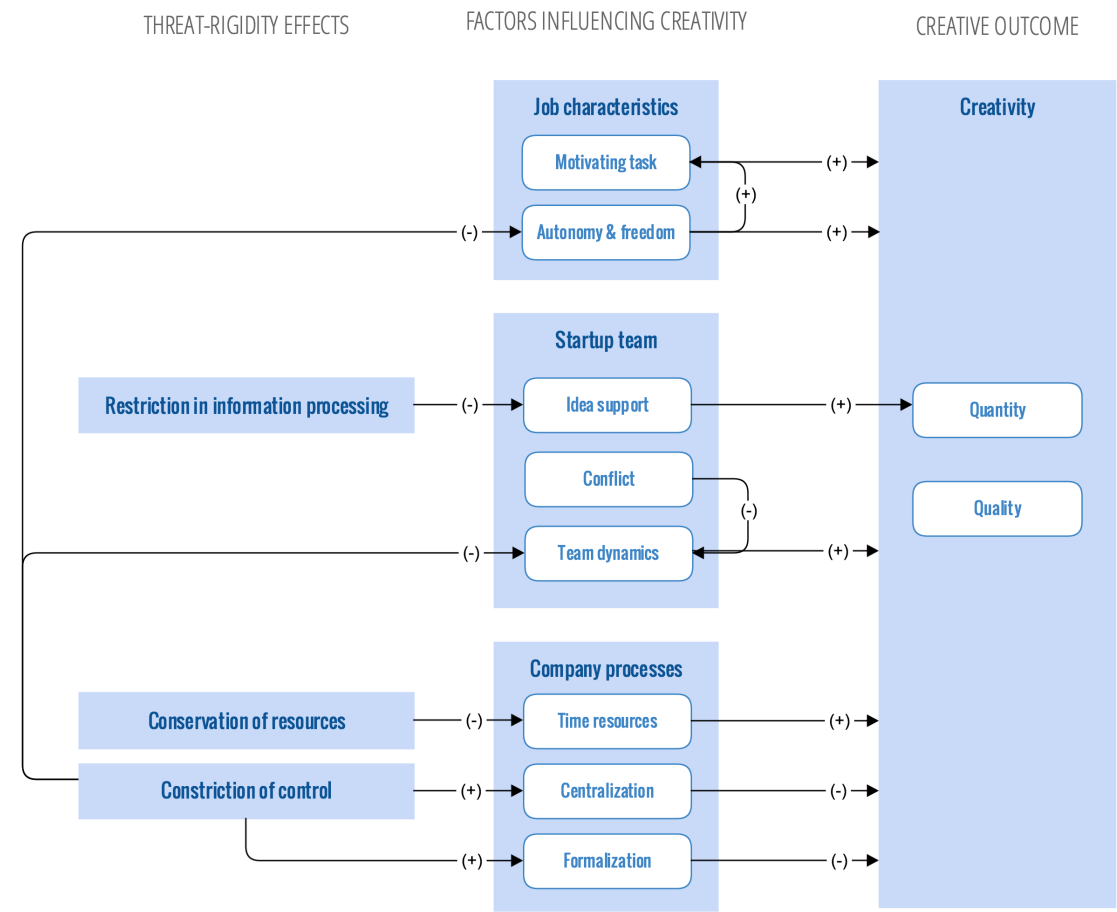 THREAT-RIGIDITY EFFECTS
FACTORS INFLUENCING CREATIVITY
CREATIVE OUTCOME
Job characteristics
Creativity
Motivating task
(+)
(+)
Autonomy & freedom
(-)
(+)
Startup team
Restriction in information processing
(-)
Idea support
(+)
Quantity
Conflict
(-)
Quality
(-)
Team dynamics
(+)
Company processes
Conservation of resources
(-)
Time resources
(+)
Constriction of control
(+)
Centralization
(-)
(+)
Formalization
(-)